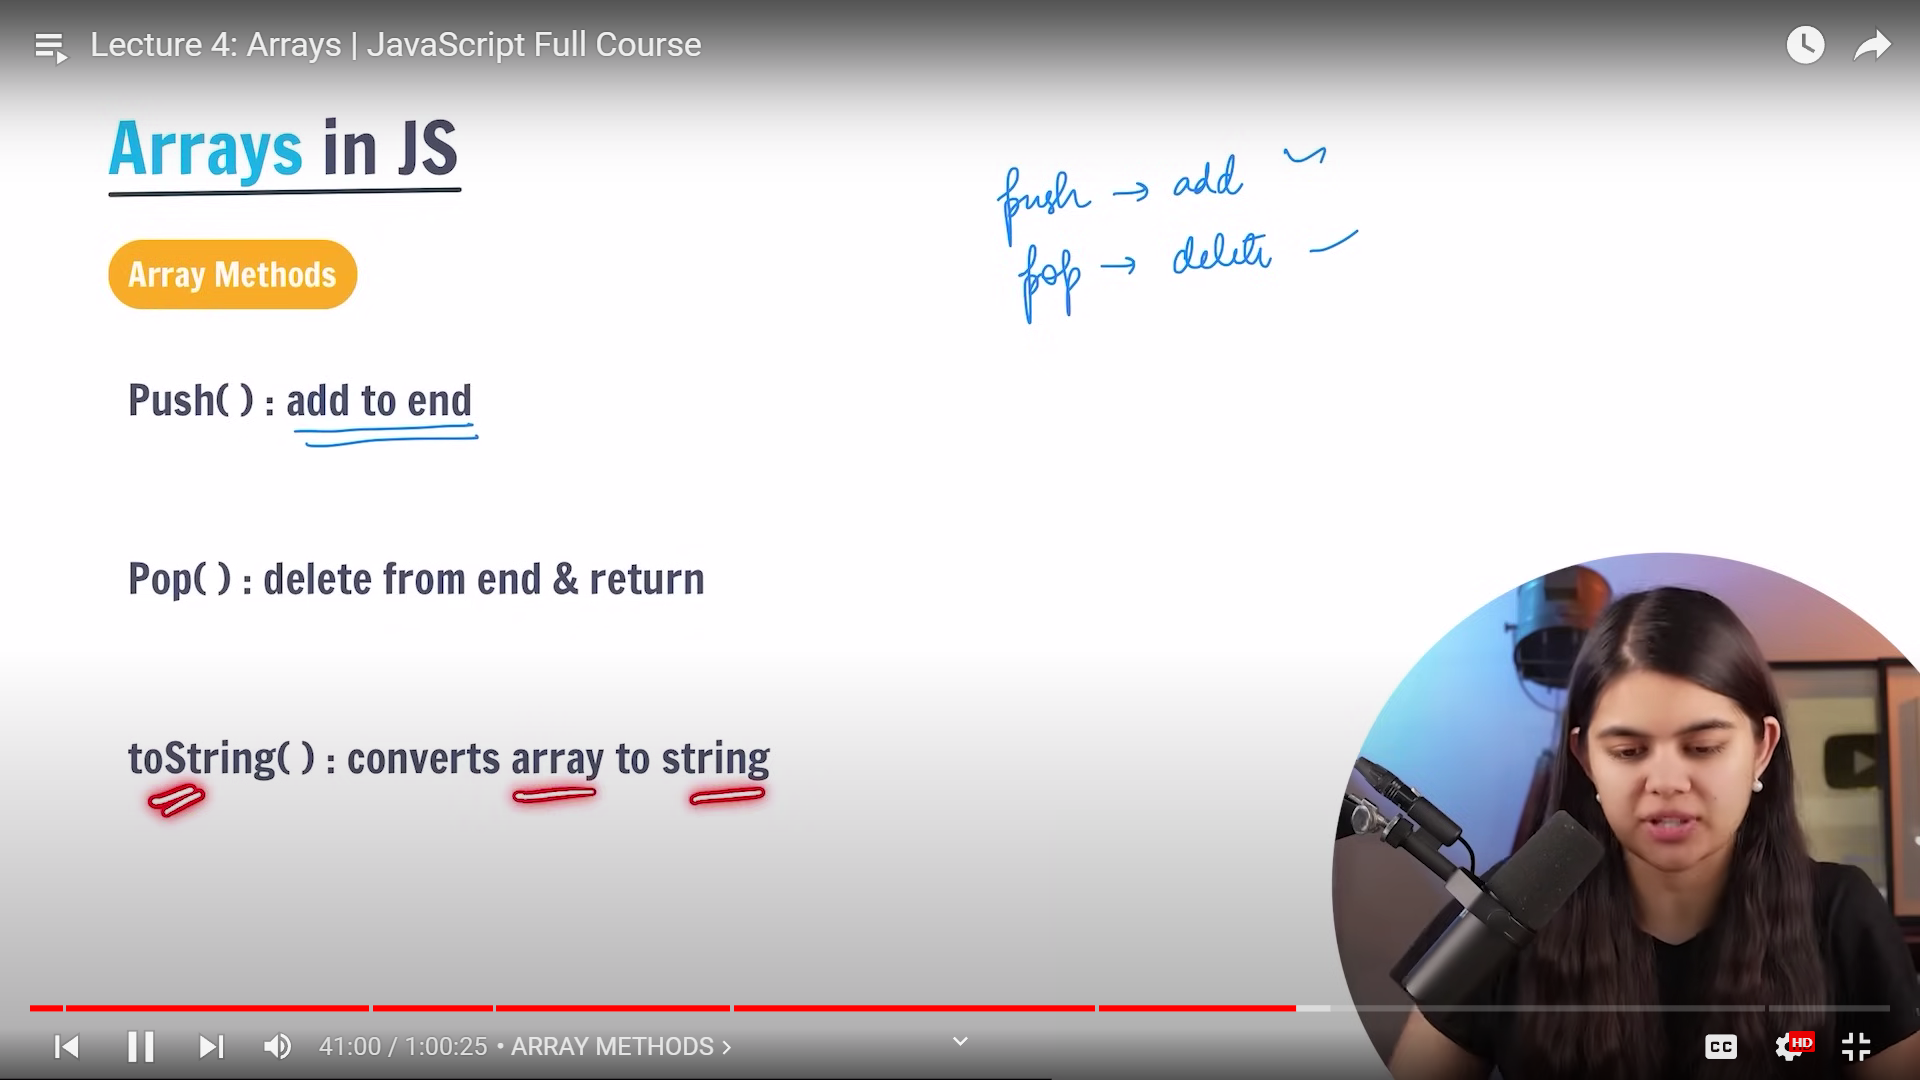 Lecture 4: Arrays | JavaScript Full Course
Arrays in JS
push → add
pop → delete
Array Methods
Push( ) : add to end
Pop( ) : delete from end & return
toString( ) : converts array to string
41:00 / 1:00:25 • ARRAY METHODS >
CC
HD